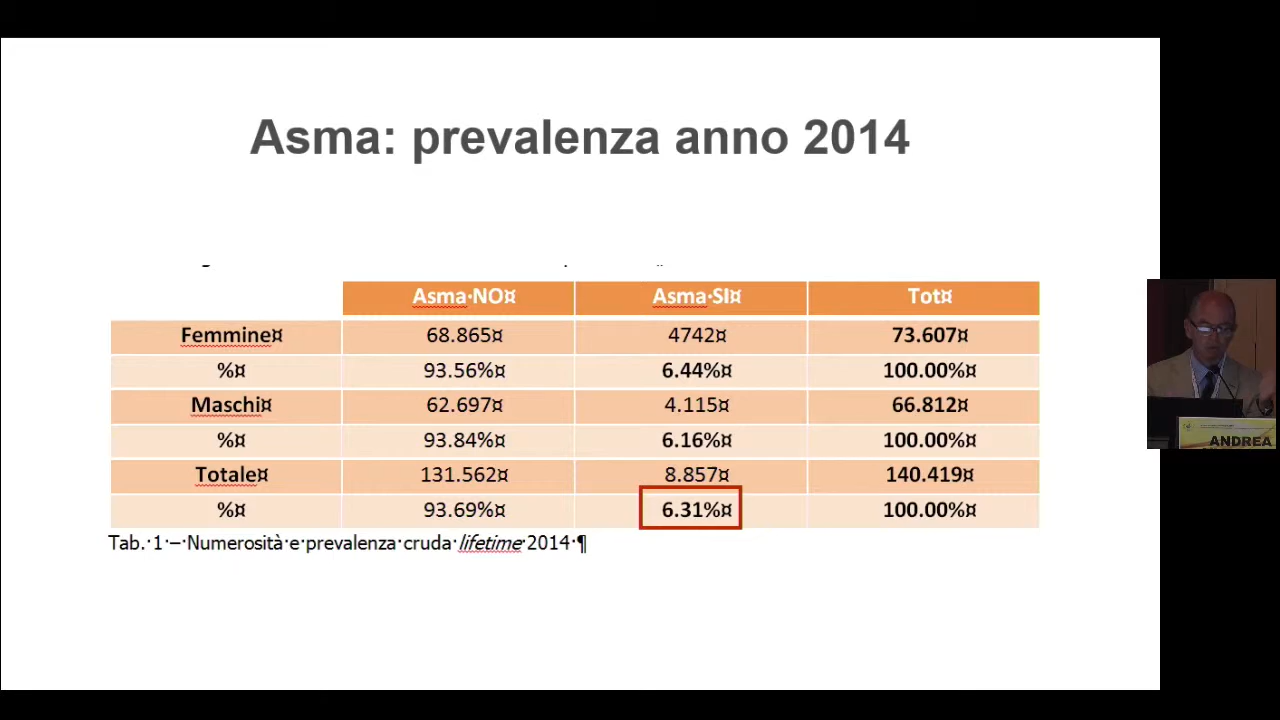 Asma: prevalenza anno 2014
Asma·NO¤ Asma·SI¤ Tot¤
Femmine¤ 68.865¤ 4742¤ 73.607¤
%¤ 93.56%¤ 6.44%¤ 100.00%¤
Maschi¤ 62.697¤ 4.115¤ 66.812¤
%¤ 93.84%¤ 6.16%¤ 100.00%¤
Totale¤ 131.562¤ 8.857¤ 140.419¤
%¤ 93.69%¤ 6.31%¤ 100.00%¤
Tab.·1·–·Numerosità·e·prevalenza·cruda·lifetime·2014·¶
ANDREA